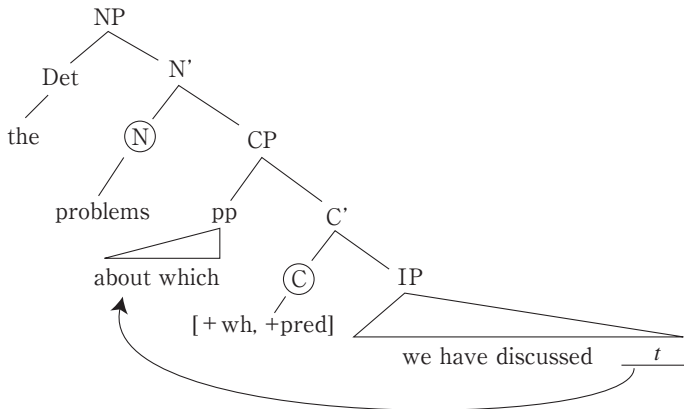 NP
Det N’
the N CP
problems pp C’
about which C IP
[+wh, +pred]
we have discussed t